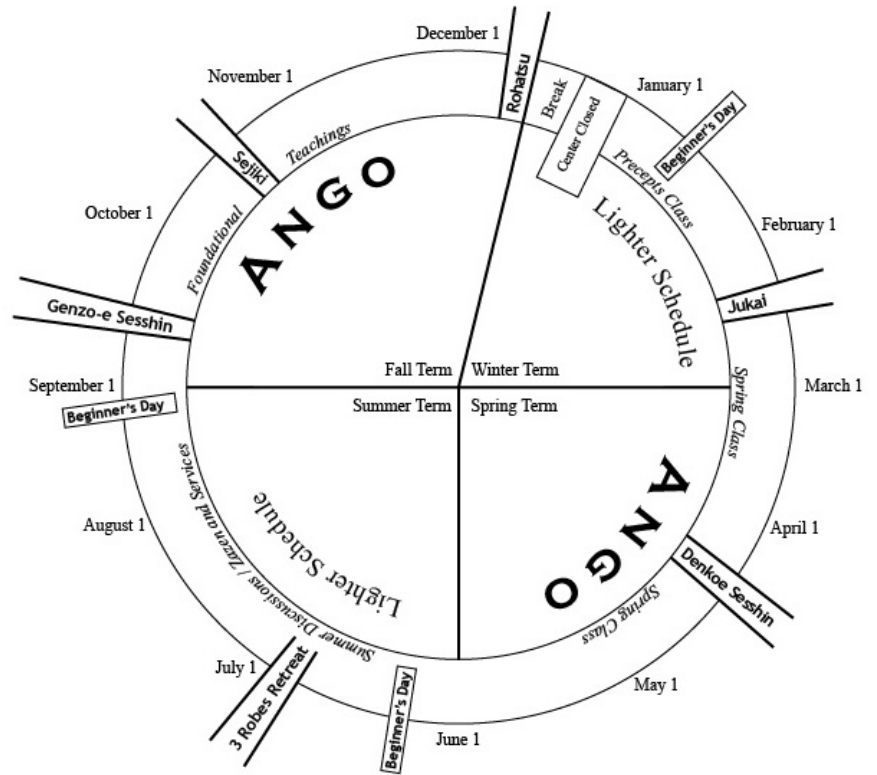 December 1
Rohatsu
Break
Center Closed
January 1
Beginner's Day
Precepts Class
Lighter Schedule
February 1
Jukai
March 1
Spring Class
April 1
Denkoe Sesshin
Spring Class
May 1
June 1
Beginner's Day
3 Robes Retreat
July 1
Summer Discussions / Zazen and Services
Lighter Schedule
August 1
Beginner's Day
September 1
Genzo-e Sesshin
October 1
Foundational
Sejiki
November 1
Teachings
ANGO
Fall Term
Winter Term
Summer Term
Spring Term
ANGO